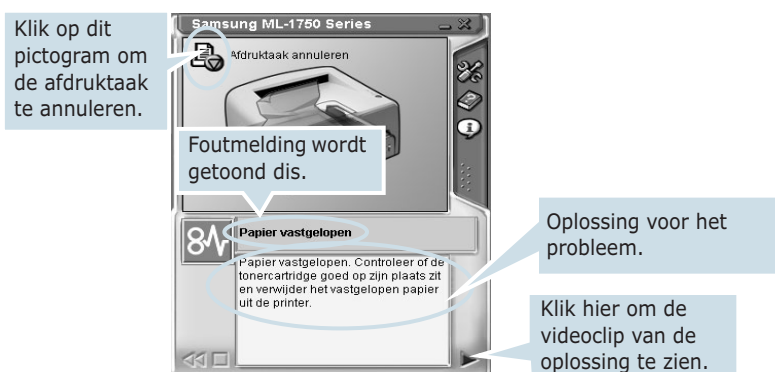 Klik op dit
pictogram om
de afdruktaak
te annuleren.
Samsung ML-1750 Series
Afdruktaak annuleren
Foutmelding wordt
getoond dis.
Papier vastgelopen
Papier vastgelopen. Controleer of de
tonercartridge goed op zijn plaats zit
en verwijder het vastgelopen papier
uit de printer.
Oplossing voor het
probleem.
Klik hier om de
videoclip van de
oplossing te zien.